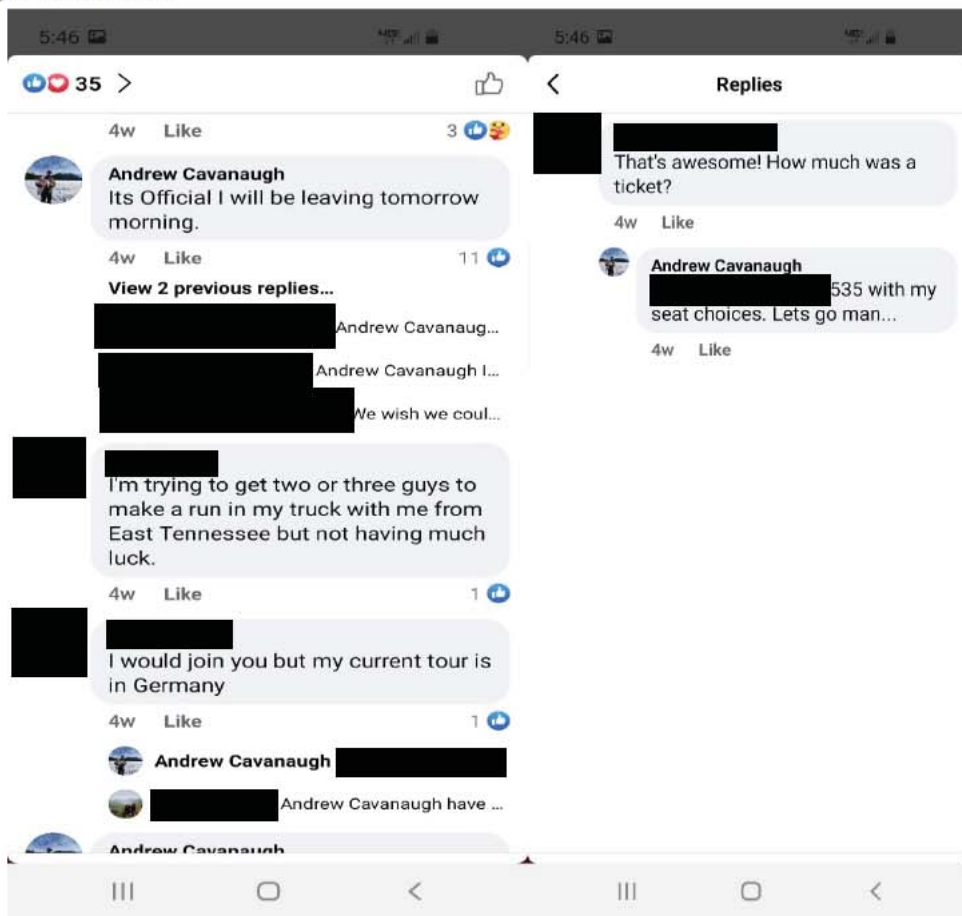 5:46
35 >
4w Like 3
Andrew Cavanaugh
Its Official I will be leaving tomorrow
morning.
4w Like 11
View 2 previous replies...
Andrew Cavanaug...
Andrew Cavanaugh I...
We wish we coul...
I'm trying to get two or three guys to
make a run in my truck with me from
East Tennessee but not having much
luck.
4w Like 1
I would join you but my current tour is
in Germany
4w Like 1
Andrew Cavanaugh
Andrew Cavanaugh have ...
Andrew Cavanaugh
5:46
Replies
That's awesome! How much was a
ticket?
4w Like
Andrew Cavanaugh
535 with my
seat choices. Lets go man...
4w Like